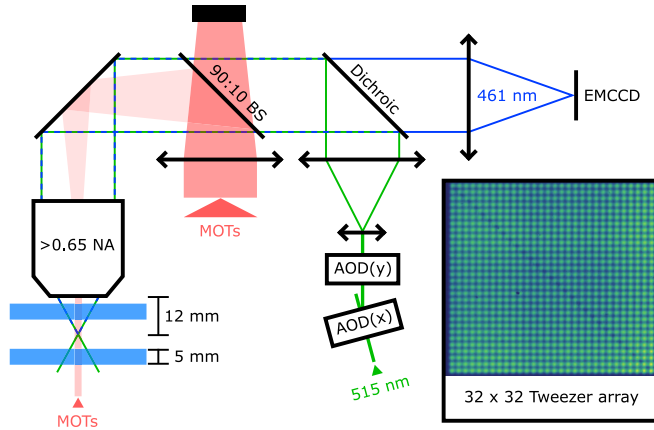 90:10 BS
Dichroic
461 nm
EMCCD
>0.65 NA
MOTs
AOD(y)
12 mm
AOD(x)
5 mm
515 nm
32 x 32 Tweezer array
MOTs